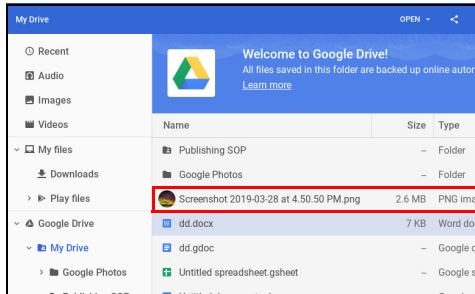 My Drive OPEN
Recent
Audio
Images
Videos
My files
Downloads
Play files
Google Drive
My Drive
Google Photos
Welcome to Google Drive!
All files saved in this folder are backed up online
Learn more
Name Size Type
Publishing SOP – Folder
Google Photos – Folder
Screenshot 2019-03-28 at 4.50.50 PM.png 2.6 MB PNG
dd.docx 7 KB Word
dd.gdoc – Google
Untitled spreadsheet.gsheet – Google